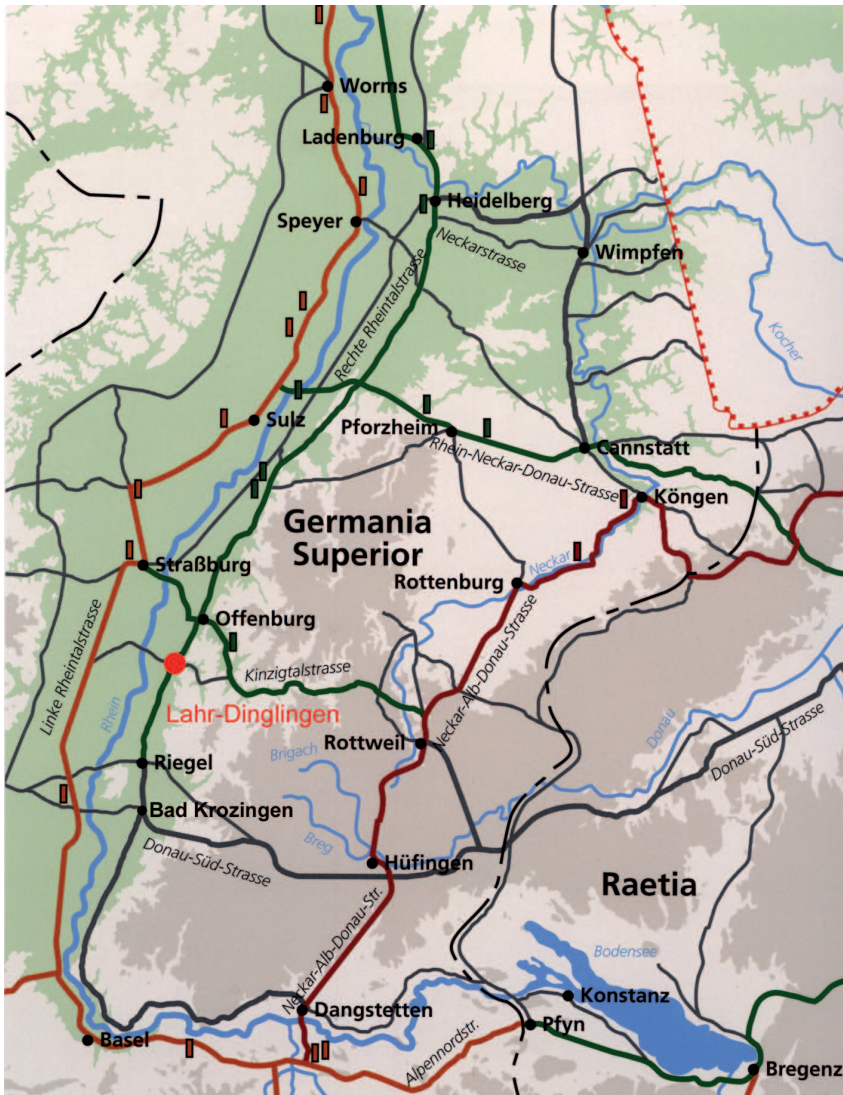 Worms
Ladenburg
Heidelberg
Speyer
Neckarstrasse
Wimpfen
Rechte Rheintalstrasse
Kocher
Sulz
Pforzheim
Rhein-Neckar-Donau-Strasse
Cannstatt
Köngen
Germania
Superior
Straßburg
Neckar
Rottenburg
Offenburg
Linke Rheintalstrasse
Kinzigtalstrasse
Neckar-Alb-Donau-Strasse
Rhein
Lahr-Dinglingen
Rottweil
Donau
Donau-Süd-Strasse
Brigach
Riegel
Bad Krozingen
Breg
Donau-Süd-Strasse
Hüfingen
Raetia
Neckar-Alb-Donau-Str.
Bodensee
Konstanz
Dangstetten
Pfyn
Basel
Alpennordstr.
Bregenz